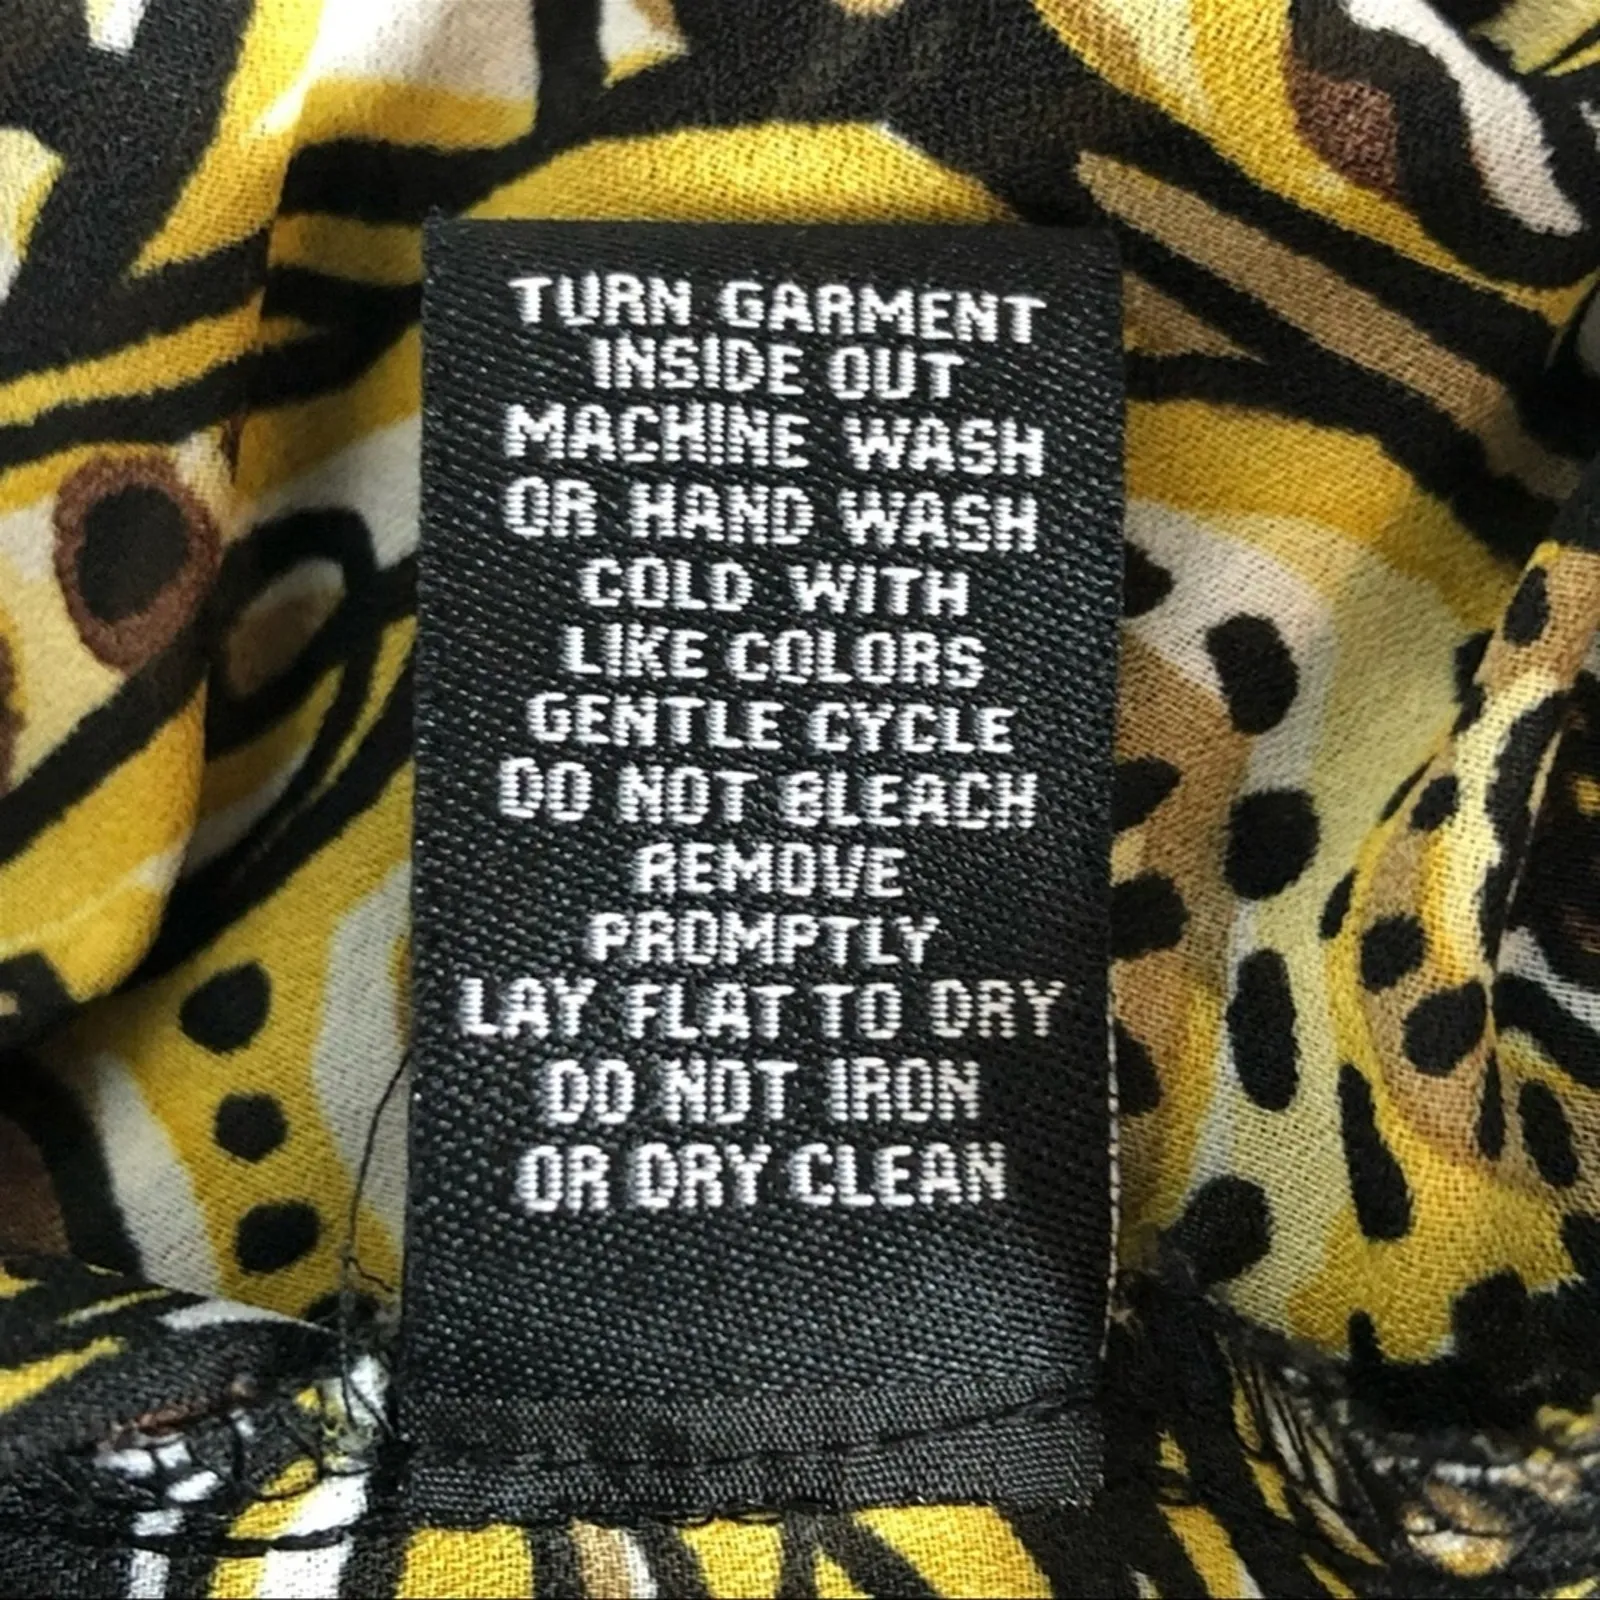 TURN GARMENT
INSIDE OUT
MACHINE WASH
OR HAND WASH
COLD WITH
LIKE COLORS
GENTLE CYCLE
DO NOT BLEACH
REMOVE
PROMPTLY
LAY FLAT TO DRY
DO NOT IRON
OR DRY CLEAN